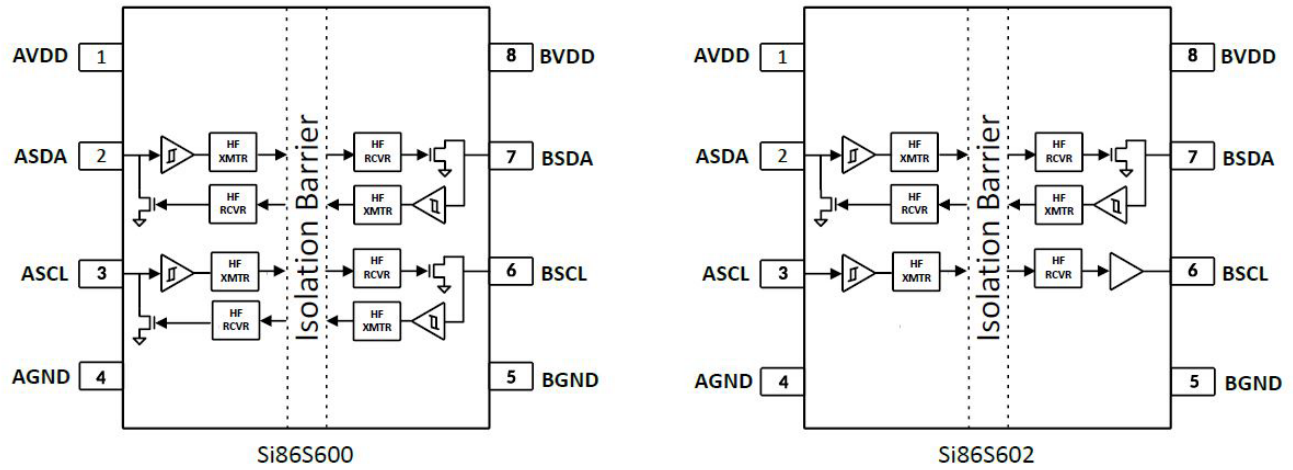 AVDD 1
8 BVDD
ASDA 2
HF
XMTR
HF
RCVR
7 BSDA
HF
RCVR
HF
XMTR
Isolation Barrier
ASCL 3
HF
XMTR
HF
RCVR
6 BSCL
HF
RCVR
HF
XMTR
AGND 4
5 BGND
Si86S600
AVDD 1
8 BVDD
ASDA 2
HF
XMTR
HF
RCVR
7 BSDA
HF
RCVR
HF
XMTR
Isolation Barrier
ASCL 3
HF
XMTR
HF
RCVR
6 BSCL
AGND 4
5 BGND
Si86S602